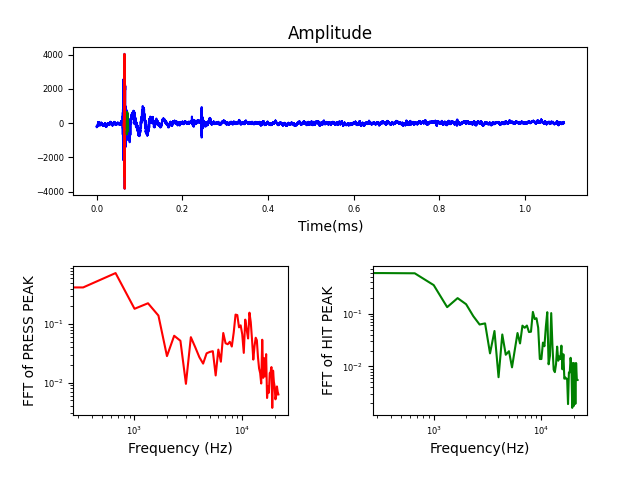 Amplitude
4000
2000
0
−2000
−4000
0.0 0.2 0.4 0.6 0.8 1.0
Time(ms)
FFT of PRESS PEAK
10⁻¹
10⁻²
10³ 10⁴
Frequency (Hz)
FFT of HIT PEAK
10⁻¹
10⁻²
10³ 10⁴
Frequency(Hz)